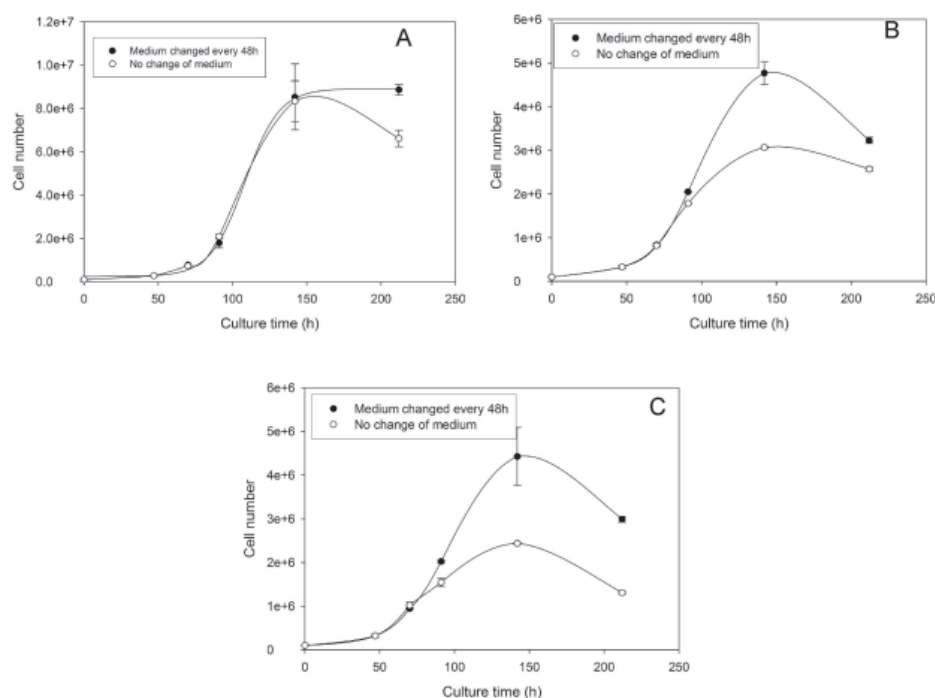 A
Medium changed every 48h
No change of medium
Cell number
1.2e+7
1.0e+7
8.0e+6
6.0e+6
4.0e+6
2.0e+6
0.0
0 50 100 150 200 250
Culture time (h)
B
Medium changed every 48h
No change of medium
Cell number
6e+6
5e+6
4e+6
3e+6
2e+6
1e+6
0
0 50 100 150 200 250
Culture time (h)
C
Medium changed every 48h
No change of medium
Cell number
6e+6
5e+6
4e+6
3e+6
2e+6
1e+6
0
0 50 100 150 200 250
Culture time (h)